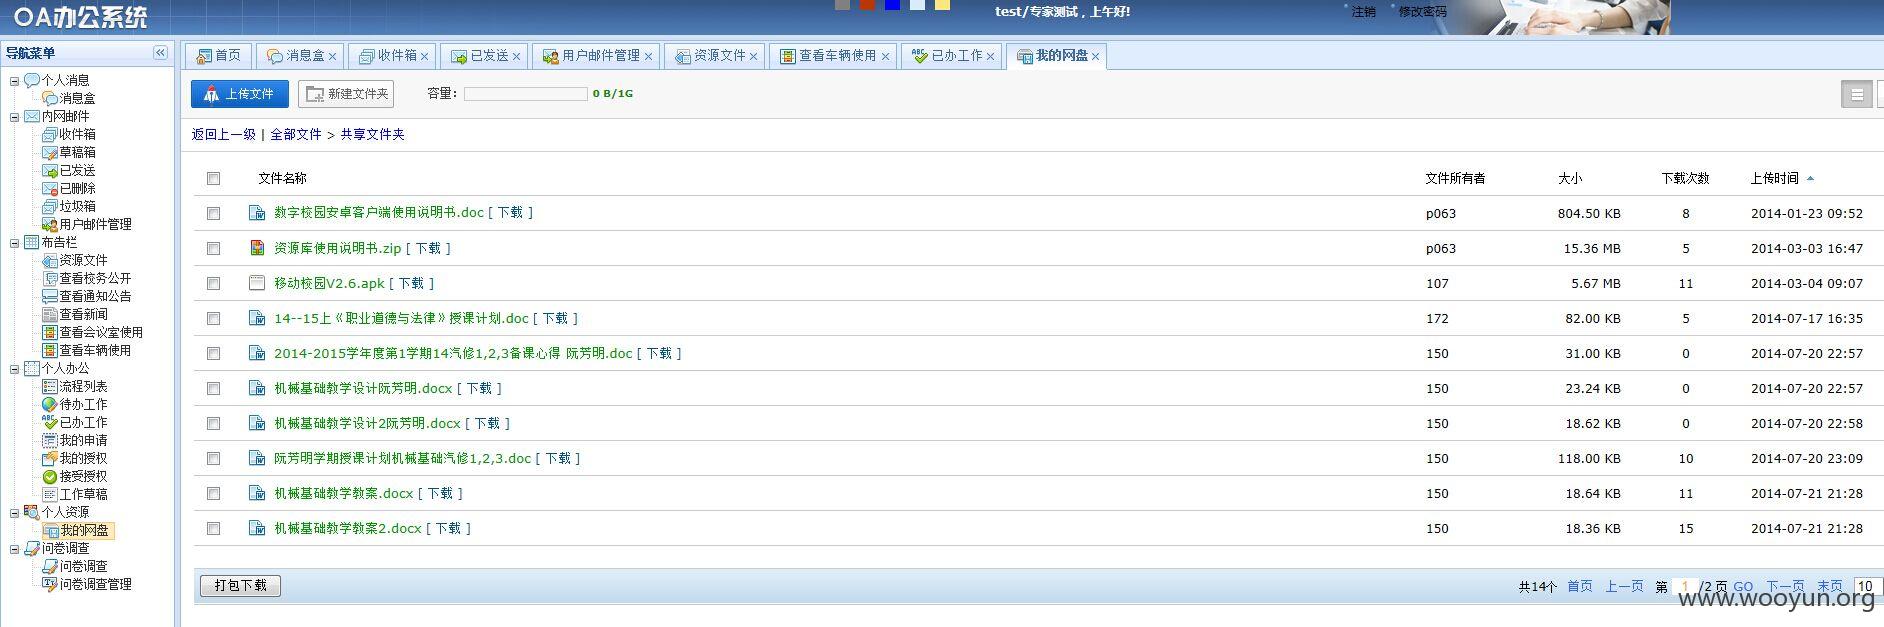 OA办公系统
test/专家测试，上午好!
注销
修改密码
导航菜单
首页
消息盒
收件箱
已发送
用户邮件管理
资源文件
查看车辆使用
已办工作
我的网盘
个人消息
消息盒
内网邮件
收件箱
草稿箱
已发送
已删除
垃圾箱
用户邮件管理
布告栏
资源文件
查看校务公开
查看通知公告
查看新闻
查看会议室使用
查看车辆使用
个人办公
流程列表
待办工作
已办工作
我的申请
我的授权
接受授权
工作草稿
个人资源
我的网盘
问卷调查
问卷调查
问卷调查管理
上传文件 新建文件夹 容量： 0 B/1G
返回上一级 | 全部文件 > 共享文件夹
文件名称 文件所有者 大小 下载次数 上传时间
数字校园安卓客户端使用说明书.doc [ 下载 ] p063 804.50 KB 8 2014-01-23 09:52
资源库使用说明书.zip [ 下载 ] p063 15.36 MB 5 2014-03-03 16:47
移动校园V2.6.apk [ 下载 ] 107 5.67 MB 11 2014-03-04 09:07
14--15上《职业道德与法律》授课计划.doc [ 下载 ] 172 82.00 KB 5 2014-07-17 16:35
2014-2015学年度第1学期14汽修1,2,3备课心得 阮芳明.doc [ 下载 ] 150 31.00 KB 0 2014-07-20 22:57
机械基础教学设计阮芳明.docx [ 下载 ] 150 23.24 KB 0 2014-07-20 22:57
机械基础教学设计2阮芳明.docx [ 下载 ] 150 18.62 KB 0 2014-07-20 22:58
阮芳明学期授课计划机械基础汽修1,2,3.doc [ 下载 ] 150 118.00 KB 10 2014-07-20 23:09
机械基础教学教案.docx [ 下载 ] 150 18.64 KB 11 2014-07-21 21:28
机械基础教学教案2.docx [ 下载 ] 150 18.36 KB 15 2014-07-21 21:28
打包下载
共14个 首页 上一页 第 1 /2 页 GO 下一页 末页 10
www.wooyun.org